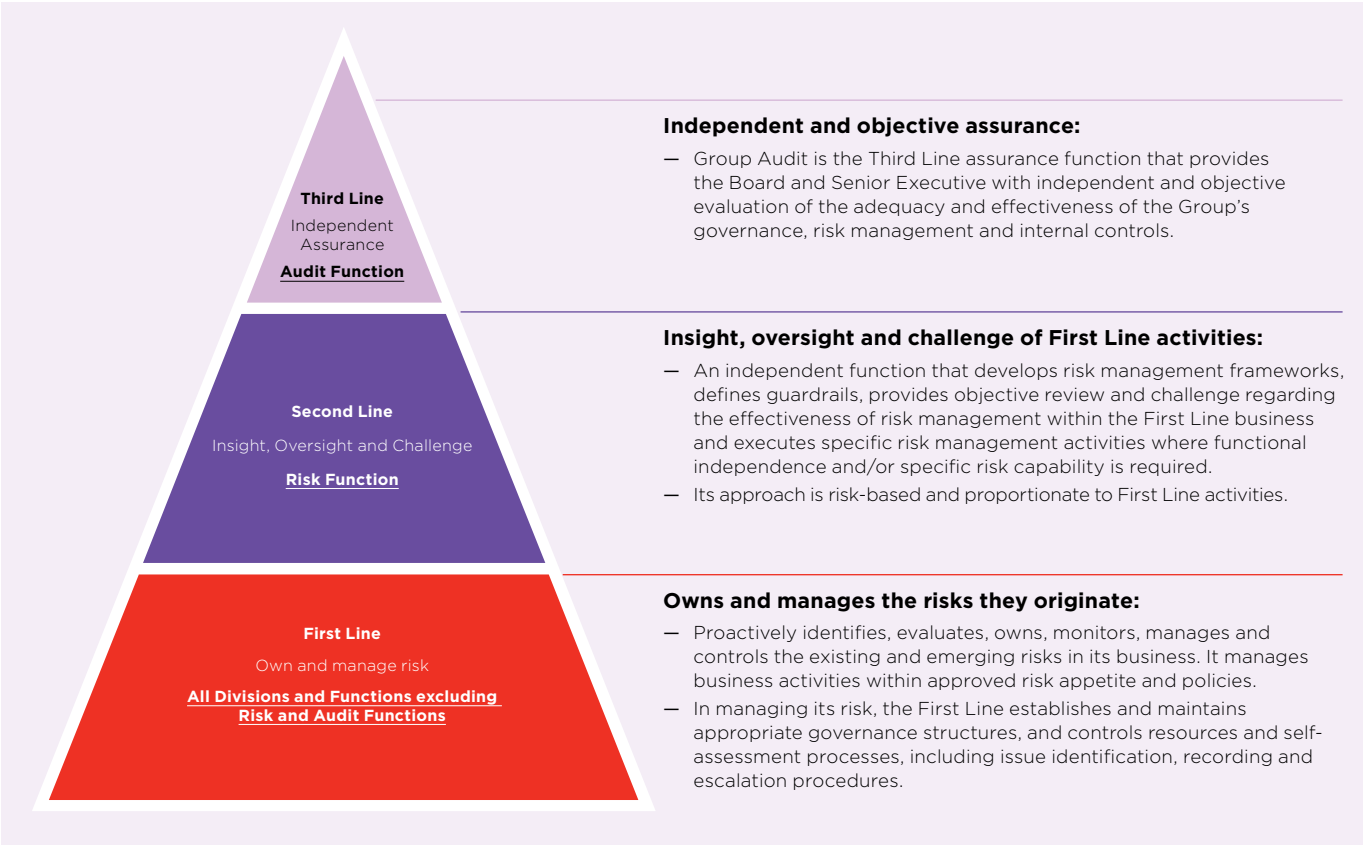 Third Line
Independent
Assurance
Audit Function
Independent and objective assurance:
— Group Audit is the Third Line assurance function that provides
the Board and Senior Executive with independent and objective
evaluation of the adequacy and effectiveness of the Group’s
governance, risk management and internal controls.
Second Line
Insight, Oversight and Challenge
Risk Function
Insight, oversight and challenge of First Line activities:
— An independent function that develops risk management frameworks,
defines guardrails, provides objective review and challenge regarding
the effectiveness of risk management within the First Line business
and executes specific risk management activities where functional
independence and/or specific risk capability is required.
— Its approach is risk-based and proportionate to First Line activities.
First Line
Own and manage risk
All Divisions and Functions excluding
Risk and Audit Functions
Owns and manages the risks they originate:
— Proactively identifies, evaluates, owns, monitors, manages and
controls the existing and emerging risks in its business. It manages
business activities within approved risk appetite and policies.
— In managing its risk, the First Line establishes and maintains
appropriate governance structures, and controls resources and self-
assessment processes, including issue identification, recording and
escalation procedures.